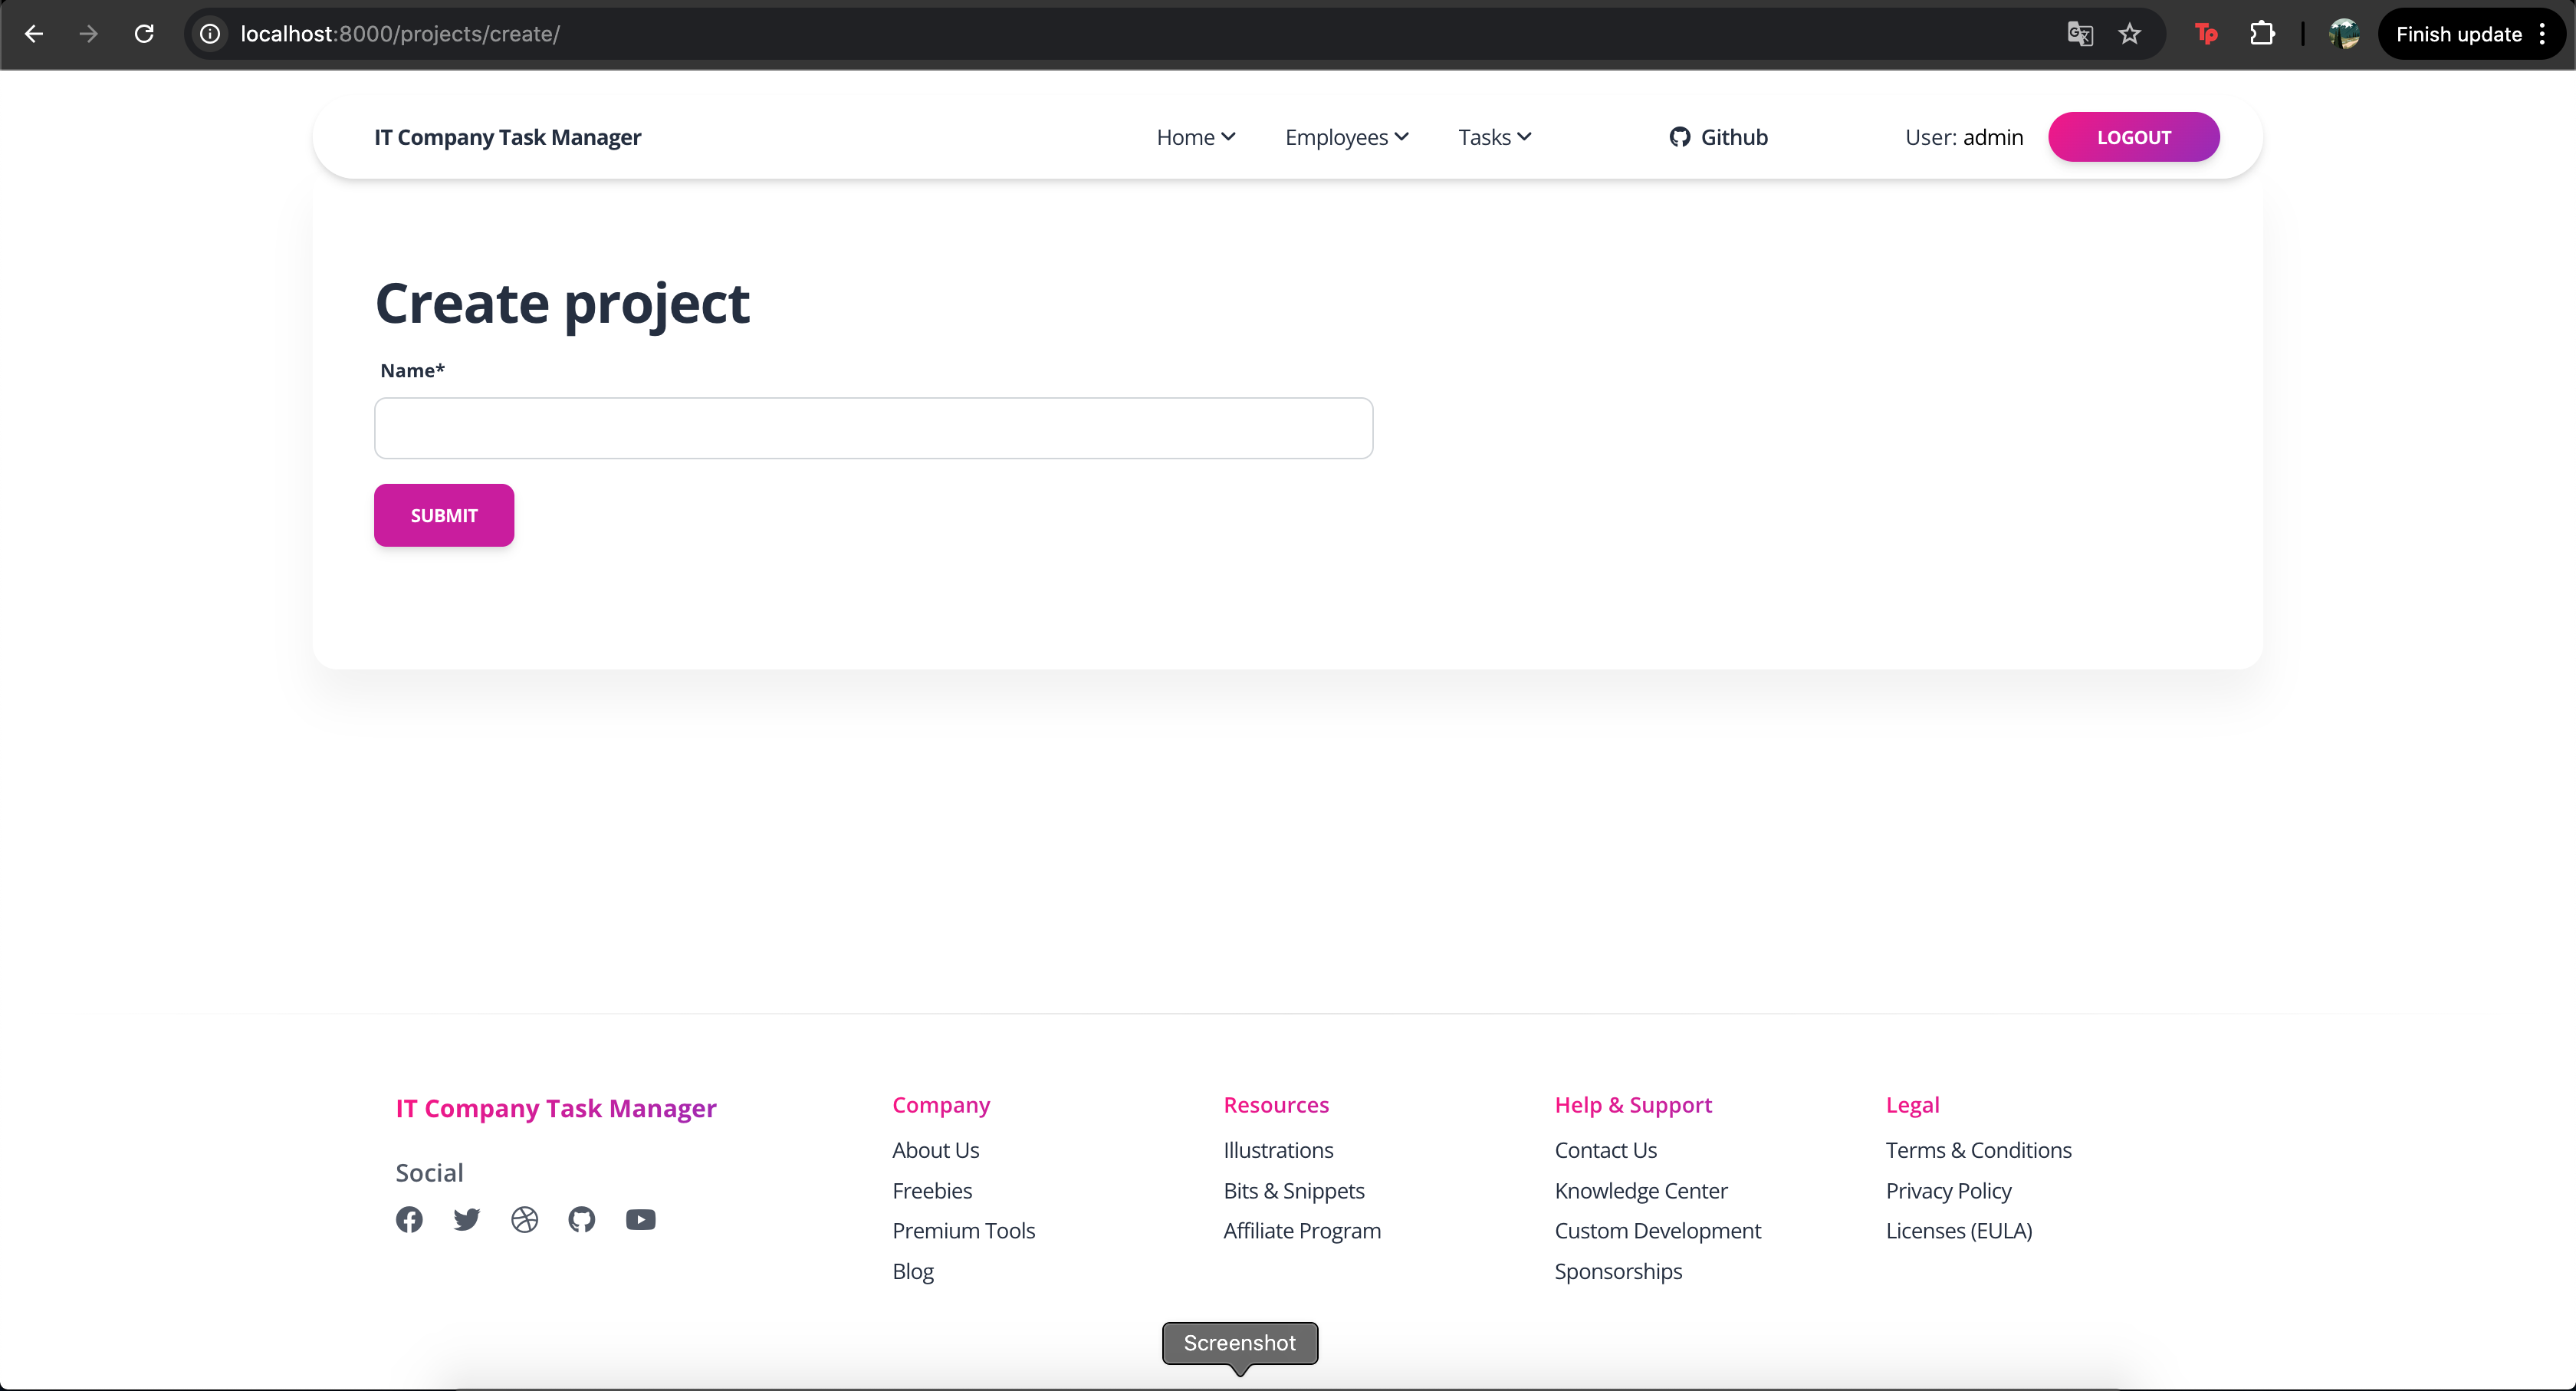 localhost:8000/projects/create/
Tp
Finish update
IT Company Task Manager
Home
Employees
Tasks
Github
User: admin
LOGOUT
Create project
Name*
SUBMIT
IT Company Task Manager
Social
Company
About Us
Freebies
Premium Tools
Blog
Resources
Illustrations
Bits & Snippets
Affiliate Program
Help & Support
Contact Us
Knowledge Center
Custom Development
Sponsorships
Legal
Terms & Conditions
Privacy Policy
Licenses (EULA)
Screenshot